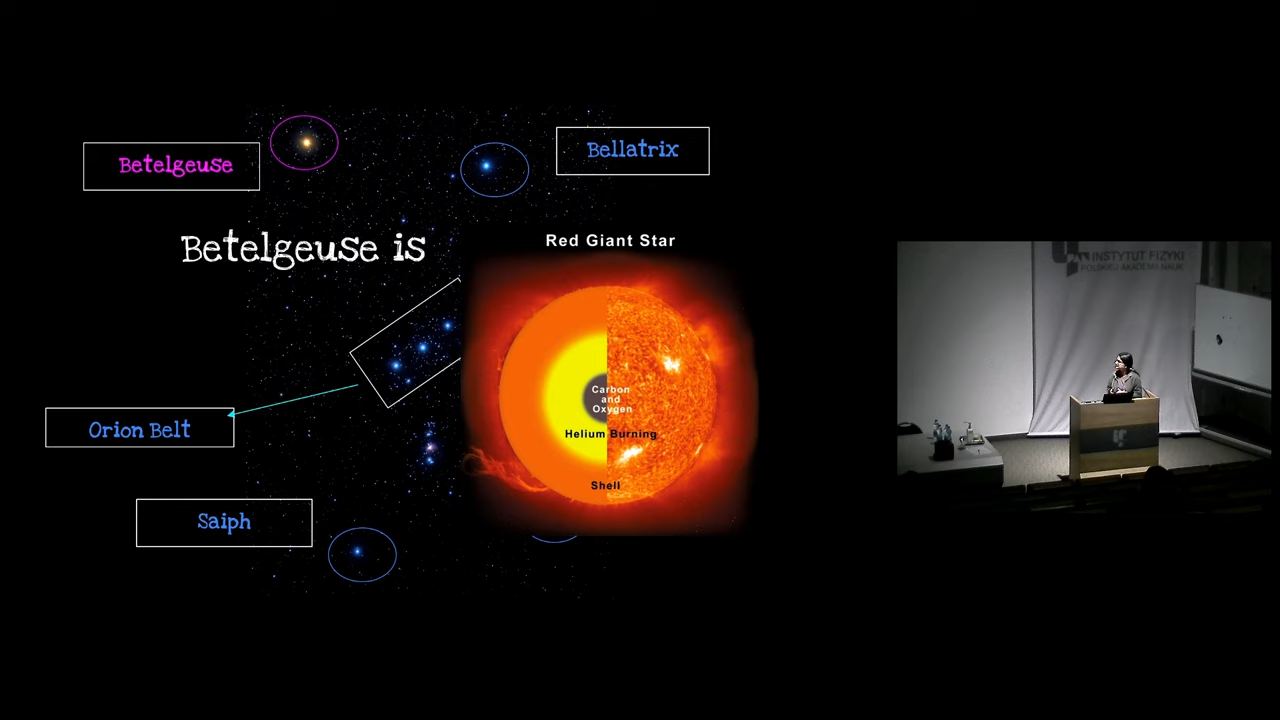 Betelgeuse
Bellatrix
Betelgeuse is
Red Giant Star
Carbon
and
Oxygen
Helium Burning
Shell
Orion Belt
Saiph
INSTYTUT FIZYKI
POLSKIEJ AKADEMII NAUK